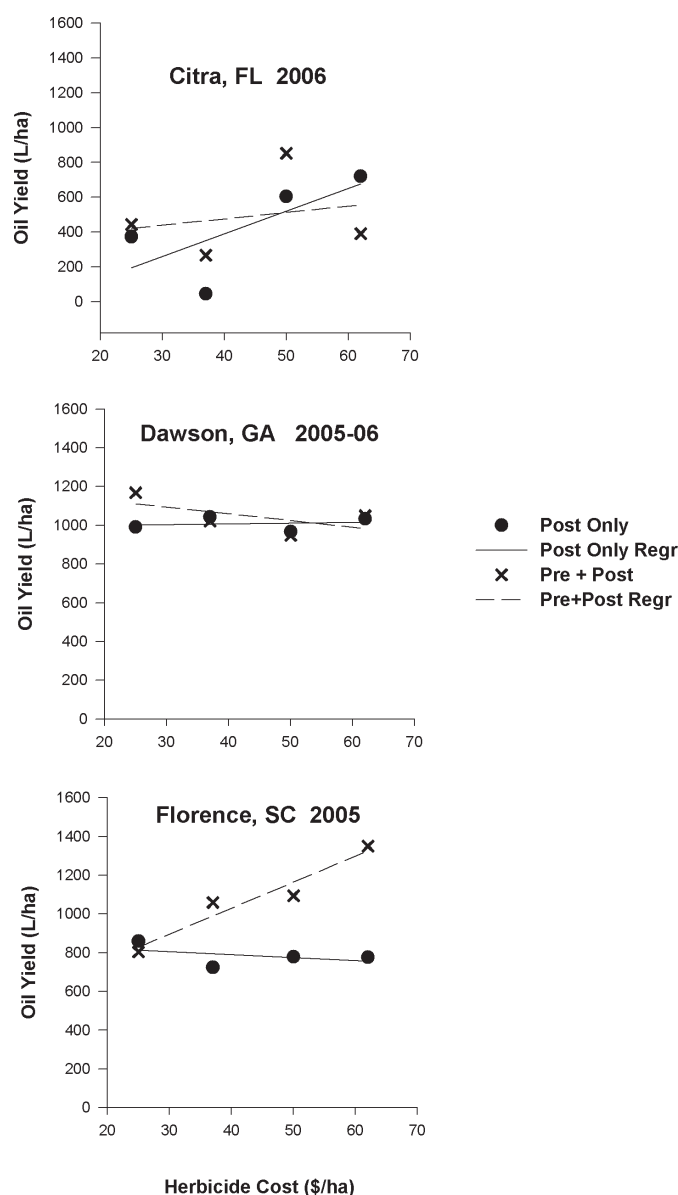 Citra, FL 2006
Oil Yield (L/ha)
1600
1400
1200
1000
800
600
400
200
0
20 30 40 50 60 70
Dawson, GA 2005-06
Oil Yield (L/ha)
1600
1400
1200
1000
800
600
400
200
0
20 30 40 50 60 70
Post Only
Post Only Regr
Pre + Post
Pre+Post Regr
Florence, SC 2005
Oil Yield (L/ha)
1600
1400
1200
1000
800
600
400
200
0
20 30 40 50 60 70
Herbicide Cost ($/ha)